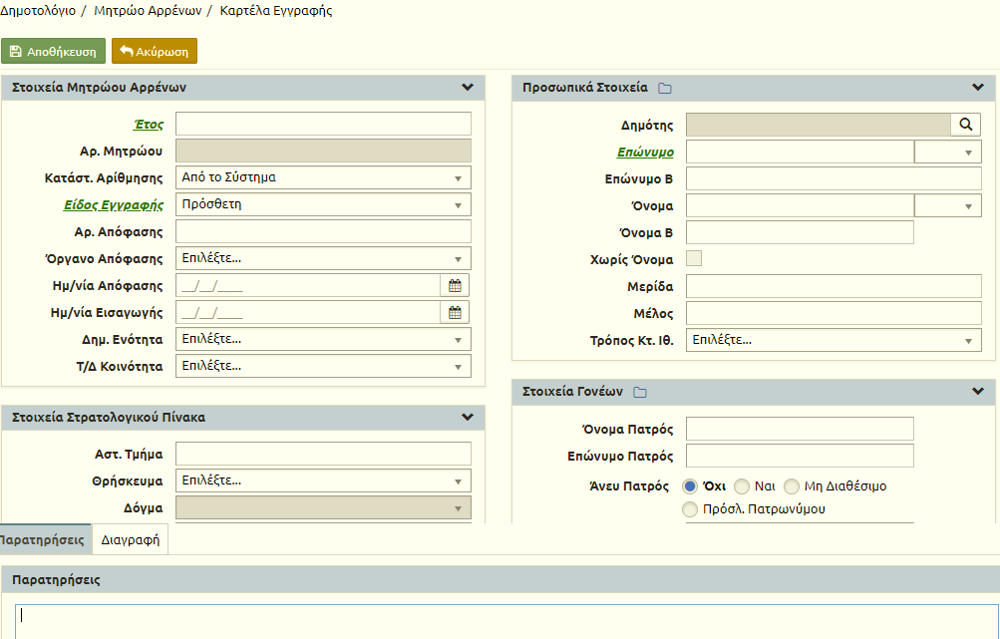 Δημοτολόγιο / Μητρώο Αρρένων / Καρτέλα Εγγραφής
Αποθήκευση Ακύρωση
Στοιχεία Μητρώου Αρρένων
Έτος
Αρ. Μητρώου
Κατάστ. Αρίθμησης Από το Σύστημα
Είδος Εγγραφής Πρόσθετη
Αρ. Απόφασης
Όργανο Απόφασης Επιλέξτε...
Ημ/νία Απόφασης __/__/____
Ημ/νία Εισαγωγής __/__/____
Δημ. Ενότητα Επιλέξτε...
Τ/Δ Κοινότητα Επιλέξτε...
Στοιχεία Στρατολογικού Πίνακα
Αστ. Τμήμα
Θρήσκευμα Επιλέξτε...
Δόγμα
Προσωπικά Στοιχεία
Δημότης
Επώνυμο
Επώνυμο Β
Όνομα
Όνομα Β
Χωρίς Όνομα
Μερίδα
Μέλος
Τρόπος Κτ. Ιθ. Επιλέξτε...
Στοιχεία Γονέων
Όνομα Πατρός
Επώνυμο Πατρός
Άνευ Πατρός Όχι Ναι Μη Διαθέσιμο
Πρόσλ. Πατρωνύμου
Παρατηρήσεις Διαγραφή
Παρατηρήσεις